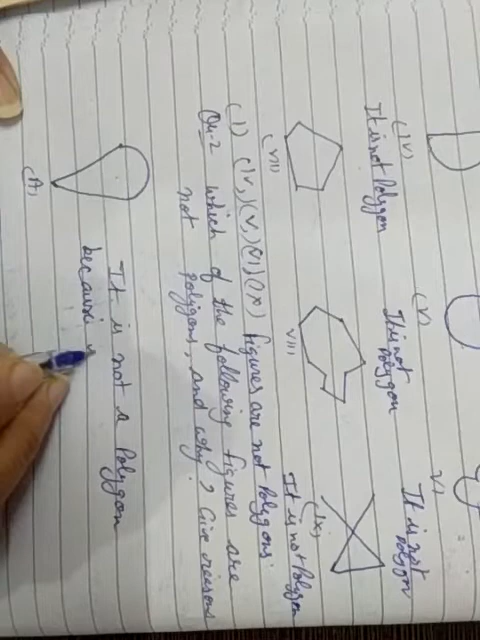 (IV)
(V)
VI
It is not Polygon
It is not
polygon
It is not
polygon
(VII)
VIII
(IX)
It is not Polygon
(1) (IV,) (V,) (VI) (IX) figures are not Polygons.
Qu-2 which of the following figures are
not polygons, and why? Give reasons
(A)
It is not a Polygon
because